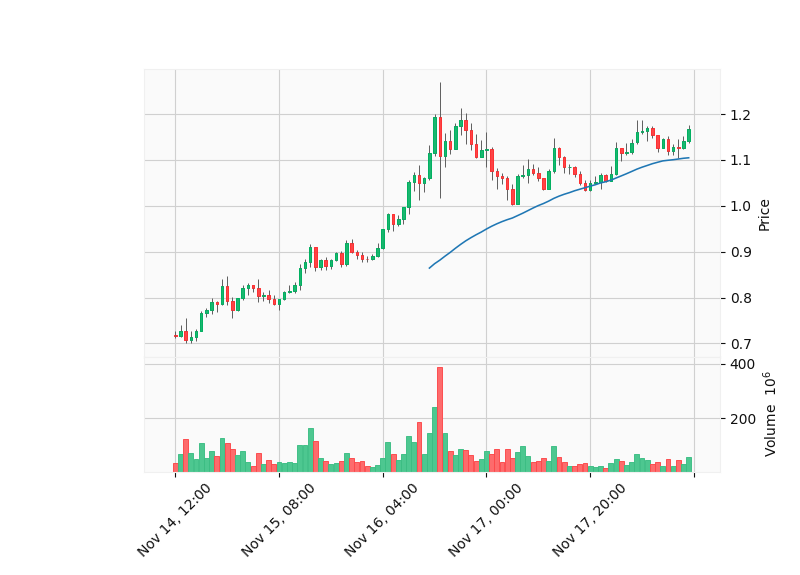 1.2
1.1
1.0
0.9
0.8
0.7
Price
400
200
Volume 10^6
Nov 14, 12:00
Nov 15, 08:00
Nov 16, 04:00
Nov 17, 00:00
Nov 17, 20:00